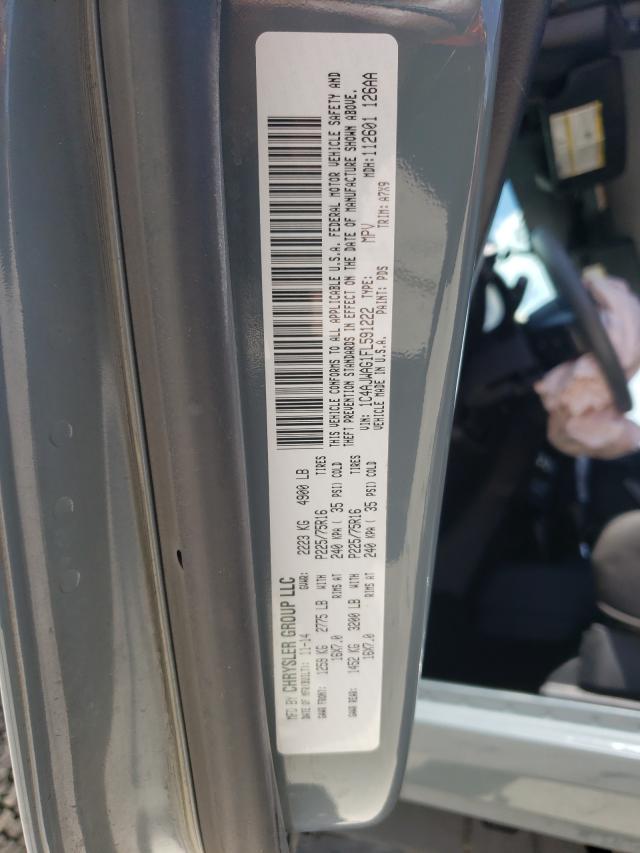 MFD BY CHRYSLER GROUP LLC
DATE OF MFR(BUILT): 11-14 GVWR: 2223 KG 4900 LB
GAWR FRONT: 1259 KG 2775 LB WITH P225/75R16 TIRES
16X7.0 RIMS AT 240 KPA ( 35 PSI) COLD
GAWR REAR: 1452 KG 3200 LB WITH P225/75R16 TIRES
16X7.0 RIMS AT 240 KPA ( 35 PSI) COLD
THIS VEHICLE CONFORMS TO ALL APPLICABLE U.S.A. FEDERAL MOTOR VEHICLE SAFETY AND
THEFT PREVENTION STANDARDS IN EFFECT ON THE DATE OF MANUFACTURE SHOWN ABOVE.
VIN: 1C4AJWAG1FL591222 TYPE: MPV MDH: 112601 126AA
VEHICLE MADE IN U.S.A. PAINT: PDS TRIM: A7X9